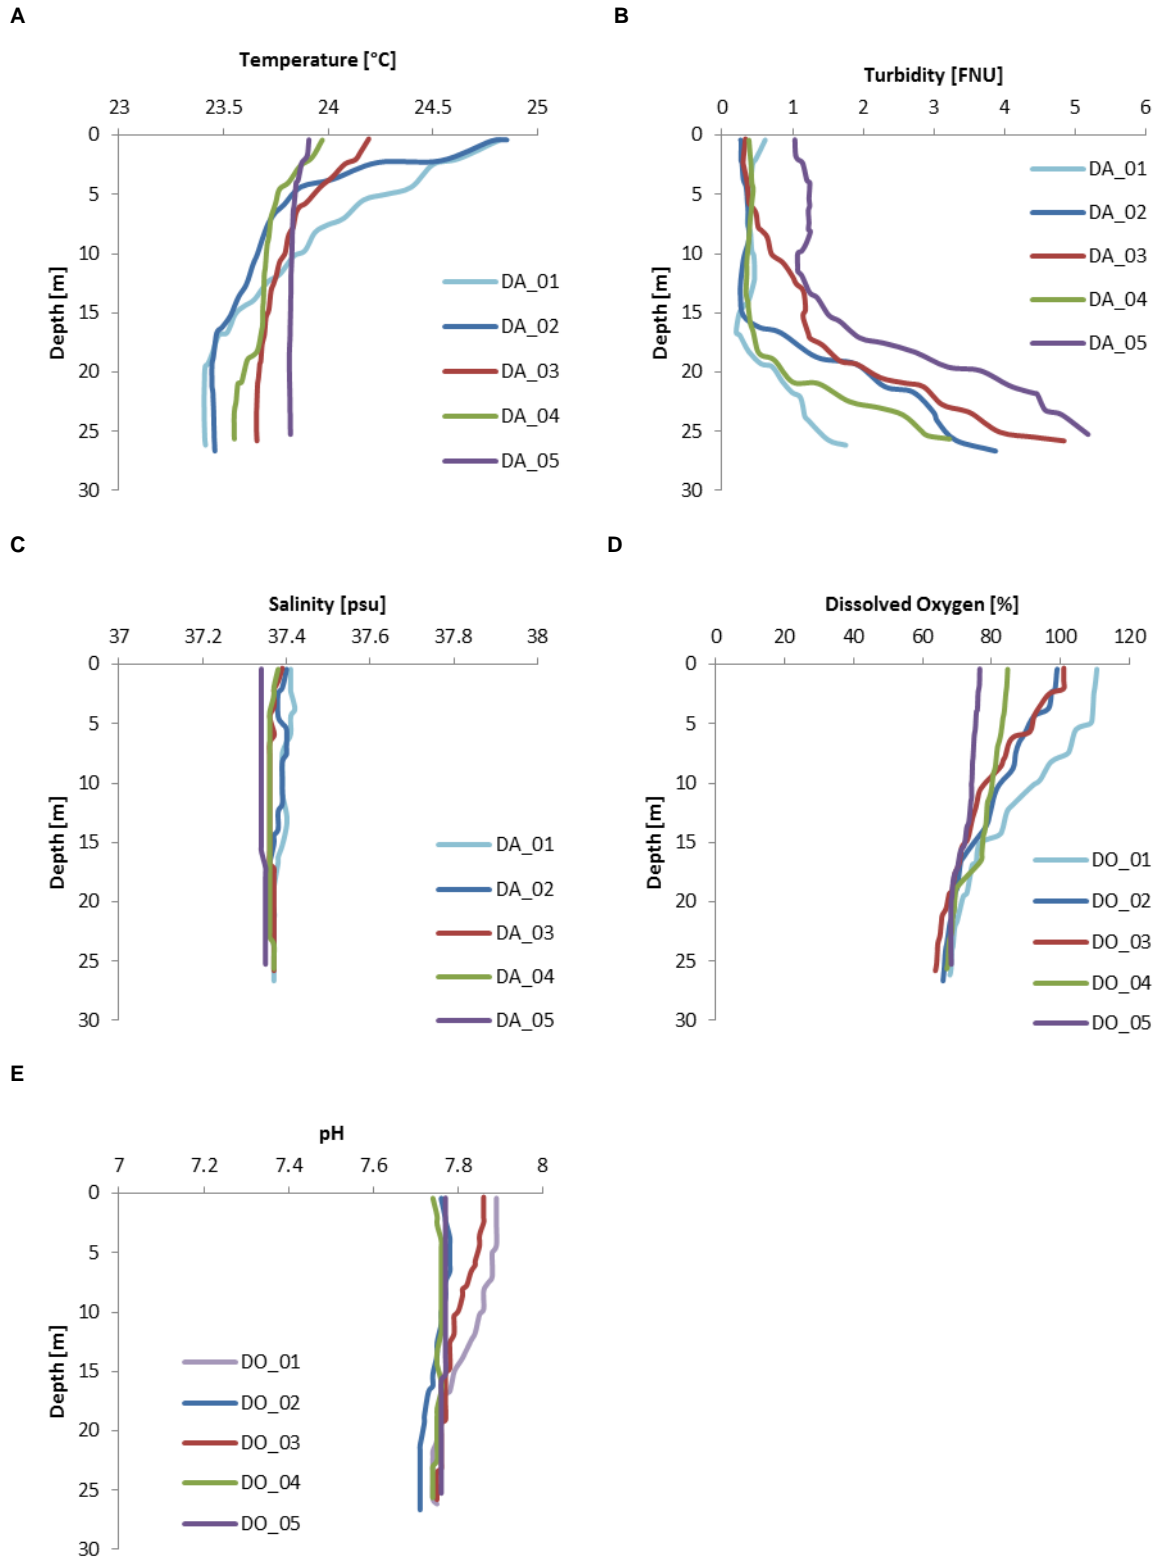 A
B
Temperature [°C]
Turbidity [FNU]
23 23.5 24 24.5 25
0 1 2 3 4 5 6
0
5
10
15
20
25
30
Depth [m]
DA_01
DA_02
DA_03
DA_04
DA_05
0
5
10
15
20
25
30
Depth [m]
DA_01
DA_02
DA_03
DA_04
DA_05
C
D
Salinity [psu]
Dissolved Oxygen [%]
37 37.2 37.4 37.6 37.8 38
0 20 40 60 80 100 120
0
5
10
15
20
25
30
Depth [m]
DA_01
DA_02
DA_03
DA_04
DA_05
0
5
10
15
20
25
30
Depth [m]
DO_01
DO_02
DO_03
DO_04
DO_05
E
pH
7 7.2 7.4 7.6 7.8 8
0
5
10
15
20
25
30
Depth [m]
DO_01
DO_02
DO_03
DO_04
DO_05